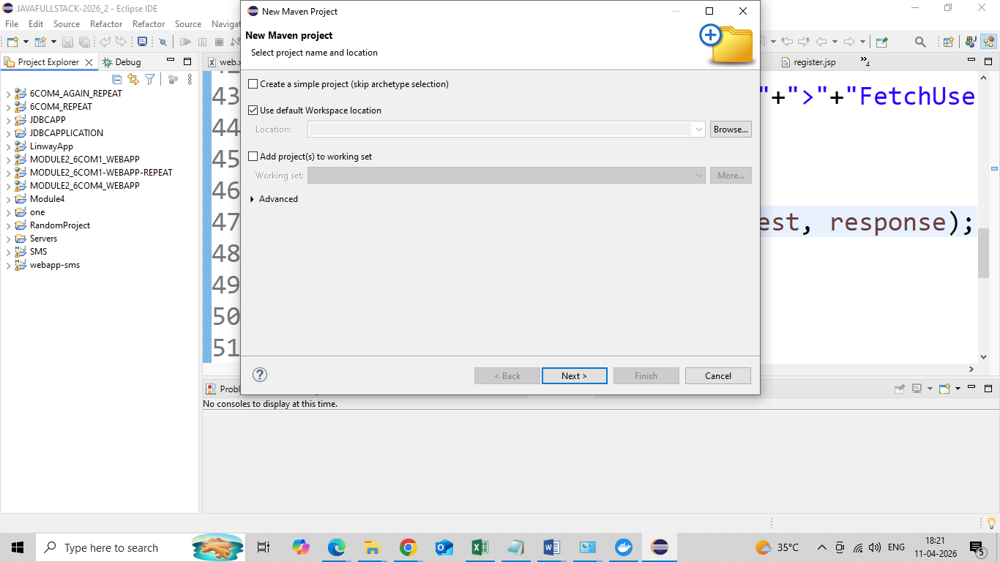 JAVAFULLSTACK-2026_2 - Eclipse IDE
File Edit Source Refactor Refactor Source Navigat
New Maven Project
New Maven project
Select project name and location
Project Explorer
Debug
web.x
register.jsp
4
Create a simple project (skip archetype selection)
Use default Workspace location
Location:
Browse...
Add project(s) to working set
Working set:
More...
Advanced
< Back
Next >
Finish
Cancel
6COM4_AGAIN_REPEAT
6COM4_REPEAT
JDBCAPP
JDBCAPPLICATION
LinwayApp
MODULE2_6COM1_WEBAPP
MODULE2_6COM1-WEBAPP-REPEAT
MODULE2_6COM4_WEBAPP
Module4
one
RandomProject
Servers
SMS
webapp-sms
43 "+">"+"FetchUse
44
45
46
47 est, response);
48
49
50
51
Probl
No consoles to display at this time.
Type here to search
35°C
ENG
18:21
11-04-2026
5